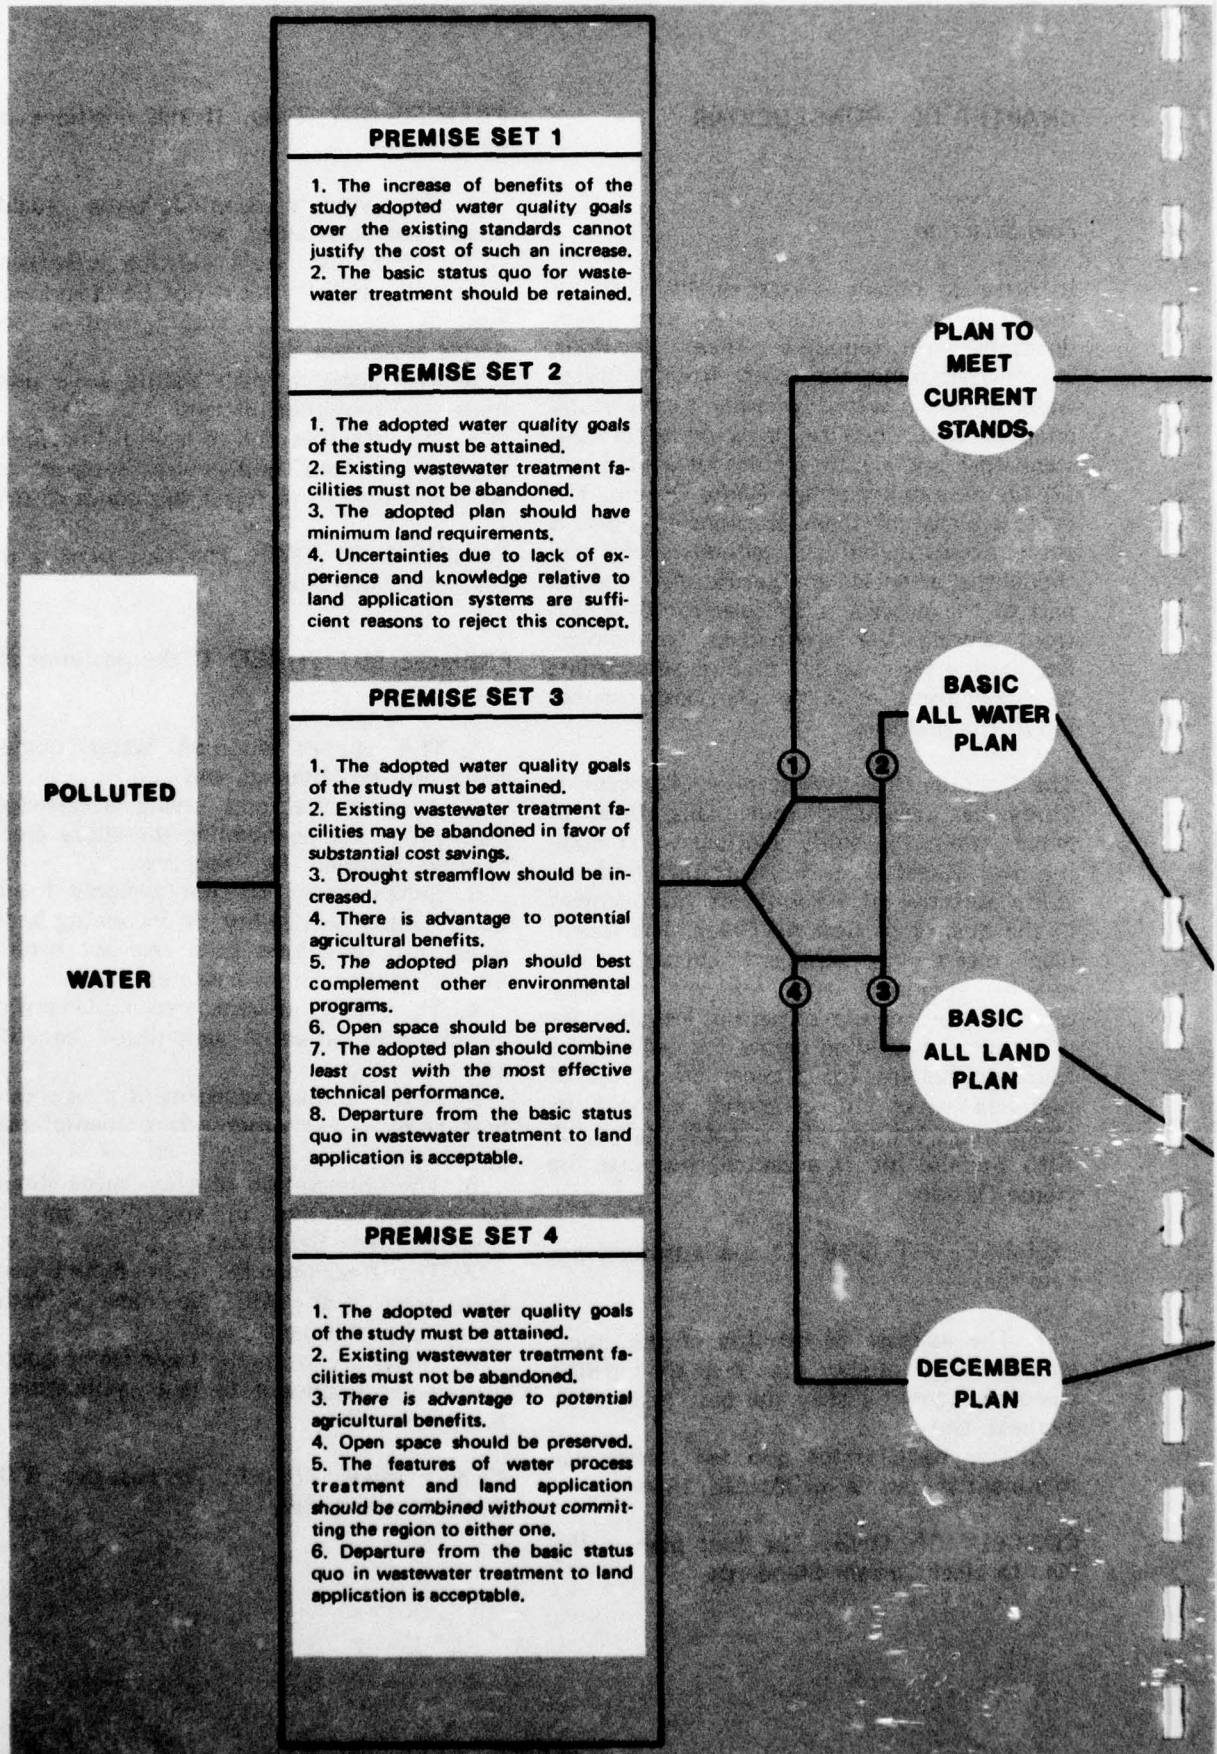 POLLUTED
WATER
PREMISE SET 1
1. The increase of benefits of the
study adopted water quality goals
over the existing standards cannot
justify the cost of such an increase.
2. The basic status quo for waste-
water treatment should be retained.
PREMISE SET 2
1. The adopted water quality goals
of the study must be attained.
2. Existing wastewater treatment fa-
cilities must not be abandoned.
3. The adopted plan should have
minimum land requirements.
4. Uncertainties due to lack of ex-
perience and knowledge relative to
land application systems are suffi-
cient reasons to reject this concept.
PREMISE SET 3
1. The adopted water quality goals
of the study must be attained.
2. Existing wastewater treatment fa-
cilities may be abandoned in favor of
substantial cost savings.
3. Drought streamflow should be in-
creased.
4. There is advantage to potential
agricultural benefits.
5. The adopted plan should best
complement other environmental
programs.
6. Open space should be preserved.
7. The adopted plan should combine
least cost with the most effective
technical performance.
8. Departure from the basic status
quo in wastewater treatment to land
application is acceptable.
PREMISE SET 4
1. The adopted water quality goals
of the study must be attained.
2. Existing wastewater treatment fa-
cilities must not be abandoned.
3. There is advantage to potential
agricultural benefits.
4. Open space should be preserved.
5. The features of water process
treatment and land application
should be combined without commit-
ting the region to either one.
6. Departure from the basic status
quo in wastewater treatment to land
application is acceptable.
1
2
4
3
PLAN TO
MEET
CURRENT
STANDS.
BASIC
ALL WATER
PLAN
BASIC
ALL LAND
PLAN
DECEMBER
PLAN